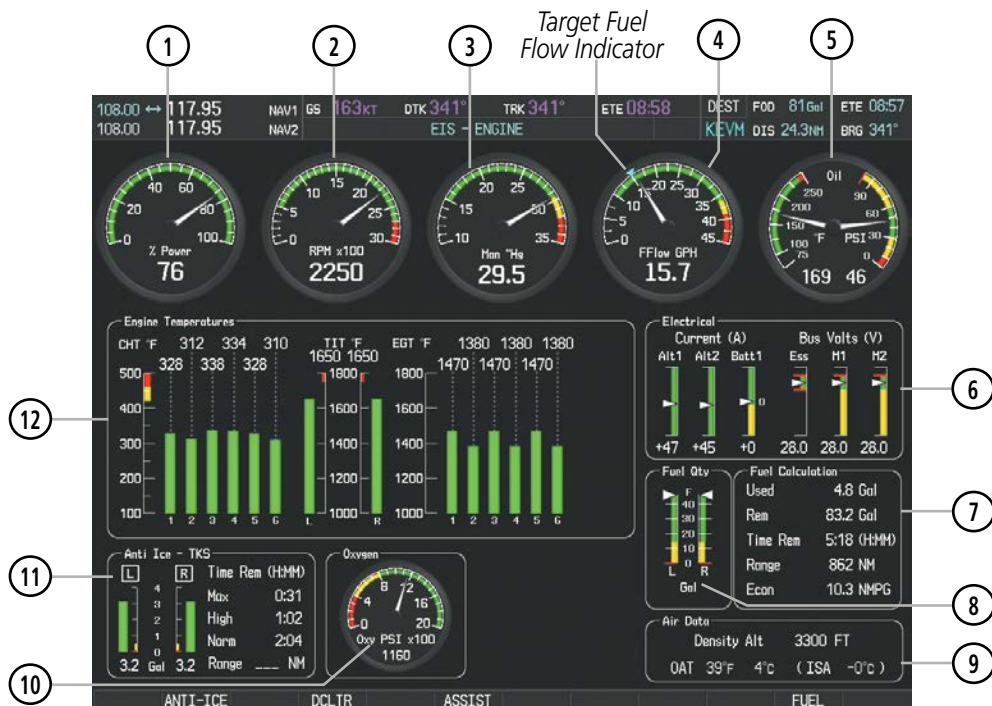 Target Fuel
Flow Indicator
1
2
3
4
5
108.00 ↔ 117.95 NAV1 GS 163KT DTK 341° TRK 341° ETE 08:58 DEST FOD 81Gal ETE 08:57
108.00 117.95 NAV2 EIS - ENGINE KEVM DIS 24.3NM BRG 341°
0 20 40 60 80 100
% Power
76
0 5 10 15 20 25 30
RPM x100
2250
10 15 20 25 30 35
Man "Hg
29.5
0 5 10 15 20 25 30 35 40 45
FFlow GPH
15.7
Oil
250 200 150 100 75
°F
169
90 60 30 0
PSI
46
Engine Temperatures
CHT °F 312 334 310 TIT °F EGT °F 1380 1380 1380
328 338 328 1650 1650 1470 1470 1470
500 1800 1800
400 1600 1600
300 1400 1400
200 1200 1200
100 1000 1000
1 2 3 4 5 6 L R 1 2 3 4 5 6
12
Electrical
Current (A) Bus Volts (V)
Alt1 Alt2 Batt1 Ess M1 M2
0
+47 +45 +0 28.0 28.0 28.0
6
Fuel Qty
F
40
30
20
10
0
L R
Gal
8
Fuel Calculation
Used 4.8 Gal
Rem 83.2 Gal
Time Rem 5:18 (H:MM)
Range 862 NM
Econ 10.3 NMPG
7
Anti Ice - TKS
L R Time Rem (H:MM)
4
3
2
1
0
Max 0:31
High 1:02
Norm 2:04
3.2 Gal 3.2 Range ___ NM
11
Oxygen
0 4 8 12 16 20
Oxy PSI x100
1160
10
Air Data
Density Alt 3300 FT
OAT 39°F 4°C ( ISA -0°C )
9
ANTI-ICE DCLTR ASSIST FUEL